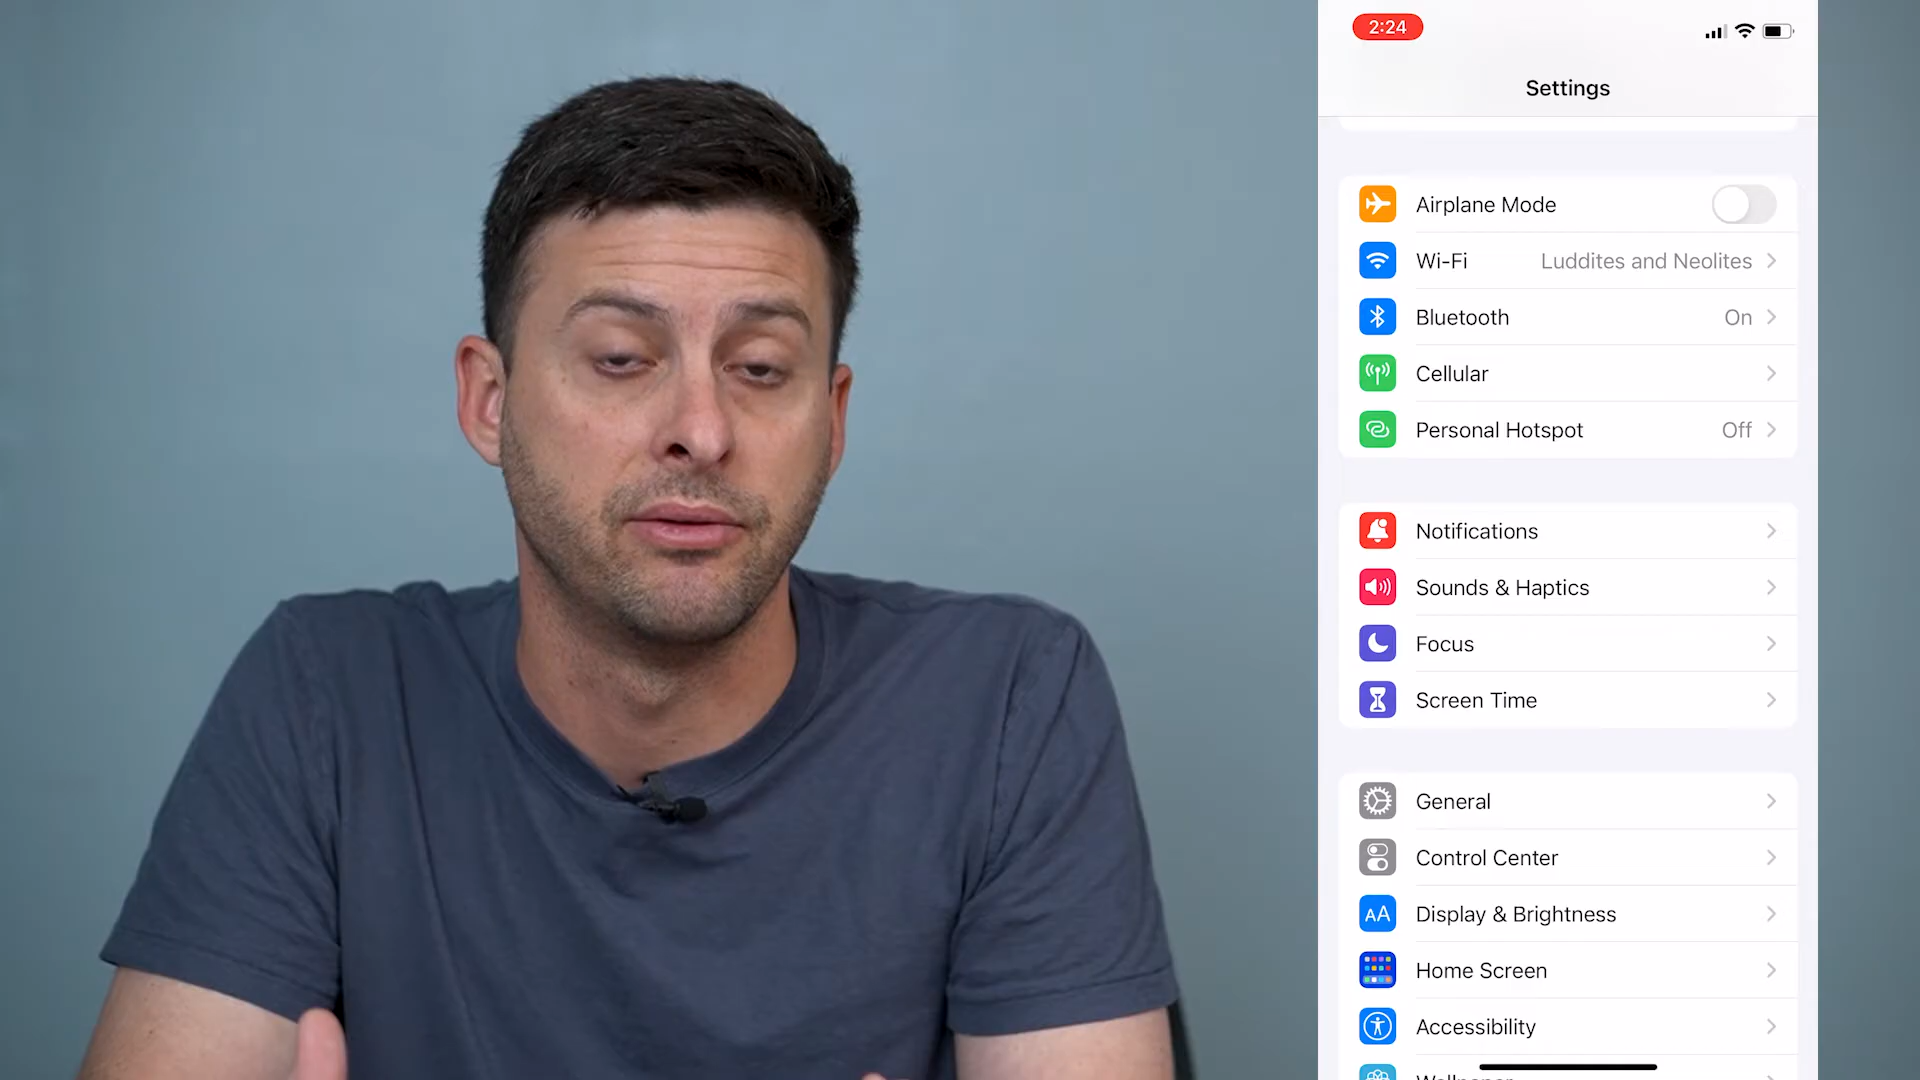 2:24
Settings
Airplane Mode
Wi-Fi Luddites and Neolites
Bluetooth On
Cellular
Personal Hotspot Off
Notifications
Sounds & Haptics
Focus
Screen Time
General
Control Center
AA Display & Brightness
Home Screen
Accessibility